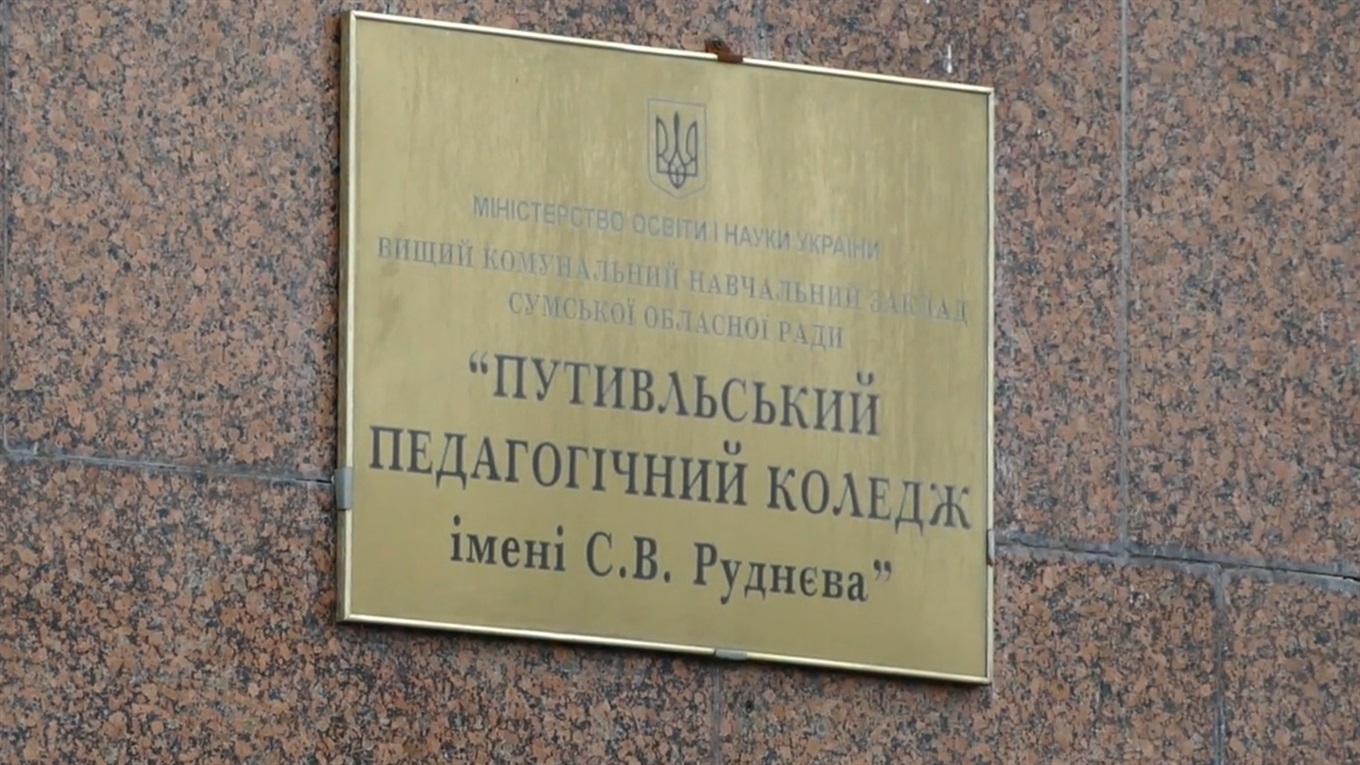 МІНІСТЕРСТВО ОСВІТИ І НАУКИ УКРАЇНИ
ВИЩИЙ КОМУНАЛЬНИЙ НАВЧАЛЬНИЙ ЗАКЛАД
СУМСЬКОЇ ОБЛАСНОЇ РАДИ
“ПУТИВЛЬСЬКИЙ
ПЕДАГОГІЧНИЙ КОЛЕДЖ
імені С.В. Руднєва”